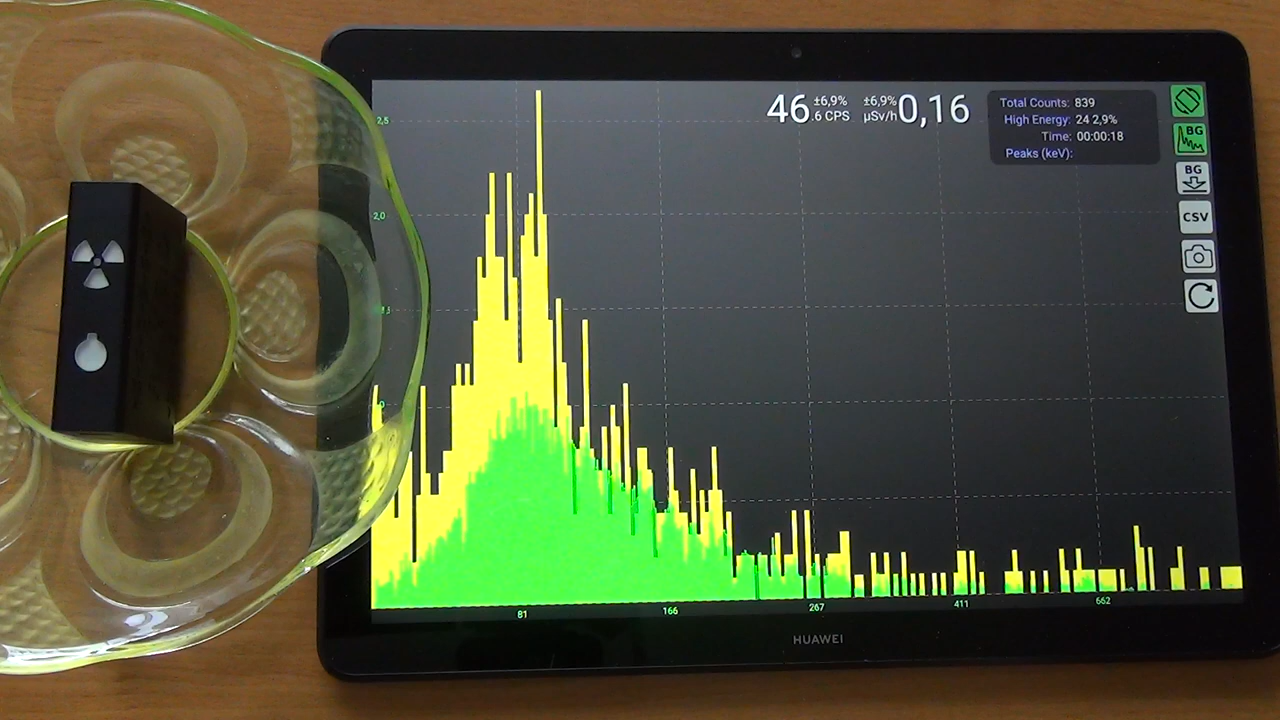 46.6 CPS ±6,9%
±6,9% µSv/h 0,16
Total Counts: 839
High Energy: 24 2,9%
Time: 00:00:18
Peaks (keV):
BG
BG
CSV
2,5
2,0
81
166
267
411
662
HUAWEI